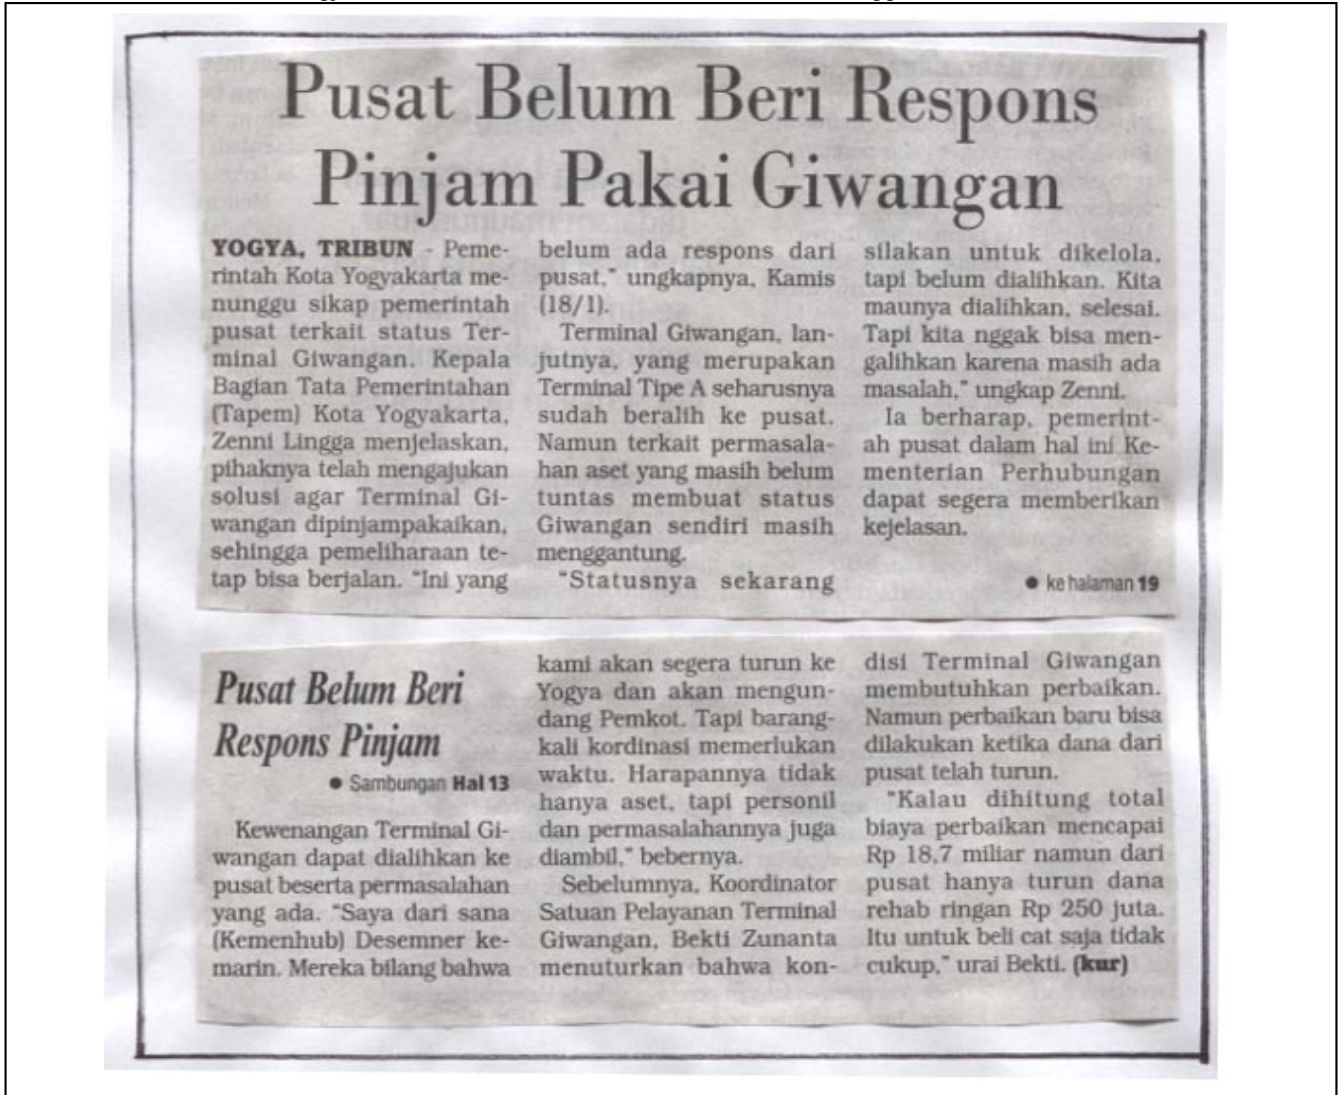 Pusat Belum Beri Respons
Pinjam Pakai Giwangan
YOGYA, TRIBUN - Peme-
rintah Kota Yogyakarta me-
nunggu sikap pemerintah
pusat terkait status Ter-
minal Giwangan. Kepala
Bagian Tata Pemerintahan
(Tapem) Kota Yogyakarta,
Zenni Lingga menjelaskan,
pihaknya telah mengajukan
solusi agar Terminal Gi-
wangan dipinjampakaikan,
sehingga pemeliharaan te-
tap bisa berjalan. "Ini yang
belum ada respons dari
pusat," ungkapnya, Kamis
(18/1).
Terminal Giwangan, lan-
jutnya, yang merupakan
Terminal Tipe A seharusnya
sudah beralih ke pusat.
Namun terkait permasala-
han aset yang masih belum
tuntas membuat status
Giwangan sendiri masih
menggantung.
"Statusnya sekarang
silakan untuk dikelola,
tapi belum dialihkan. Kita
maunya dialihkan, selesai.
Tapi kita nggak bisa men-
galihkan karena masih ada
masalah," ungkap Zenni.
Ia berharap, pemerint-
ah pusat dalam hal ini Ke-
menterian Perhubungan
dapat segera memberikan
kejelasan.
● ke halaman 19
Pusat Belum Beri
Respons Pinjam
● Sambungan Hal 13
Kewenangan Terminal Gi-
wangan dapat dialihkan ke
pusat beserta permasalahan
yang ada. "Saya dari sana
(Kemenhub) Desemner ke-
marin. Mereka bilang bahwa
kami akan segera turun ke
Yogya dan akan mengun-
dang Pemkot. Tapi barang-
kali kordinasi memerlukan
waktu. Harapannya tidak
hanya aset, tapi personil
dan permasalahannya juga
diambil," bebernya.
Sebelumnya, Koordinator
Satuan Pelayanan Terminal
Giwangan, Bekti Zunanta
menuturkan bahwa kon-
disi Terminal Giwangan
membutuhkan perbaikan.
Namun perbaikan baru bisa
dilakukan ketika dana dari
pusat telah turun.
"Kalau dihitung total
biaya perbaikan mencapai
Rp 18,7 miliar namun dari
pusat hanya turun dana
rehab ringan Rp 250 juta.
Itu untuk beli cat saja tidak
cukup," urai Bekti. (kur)